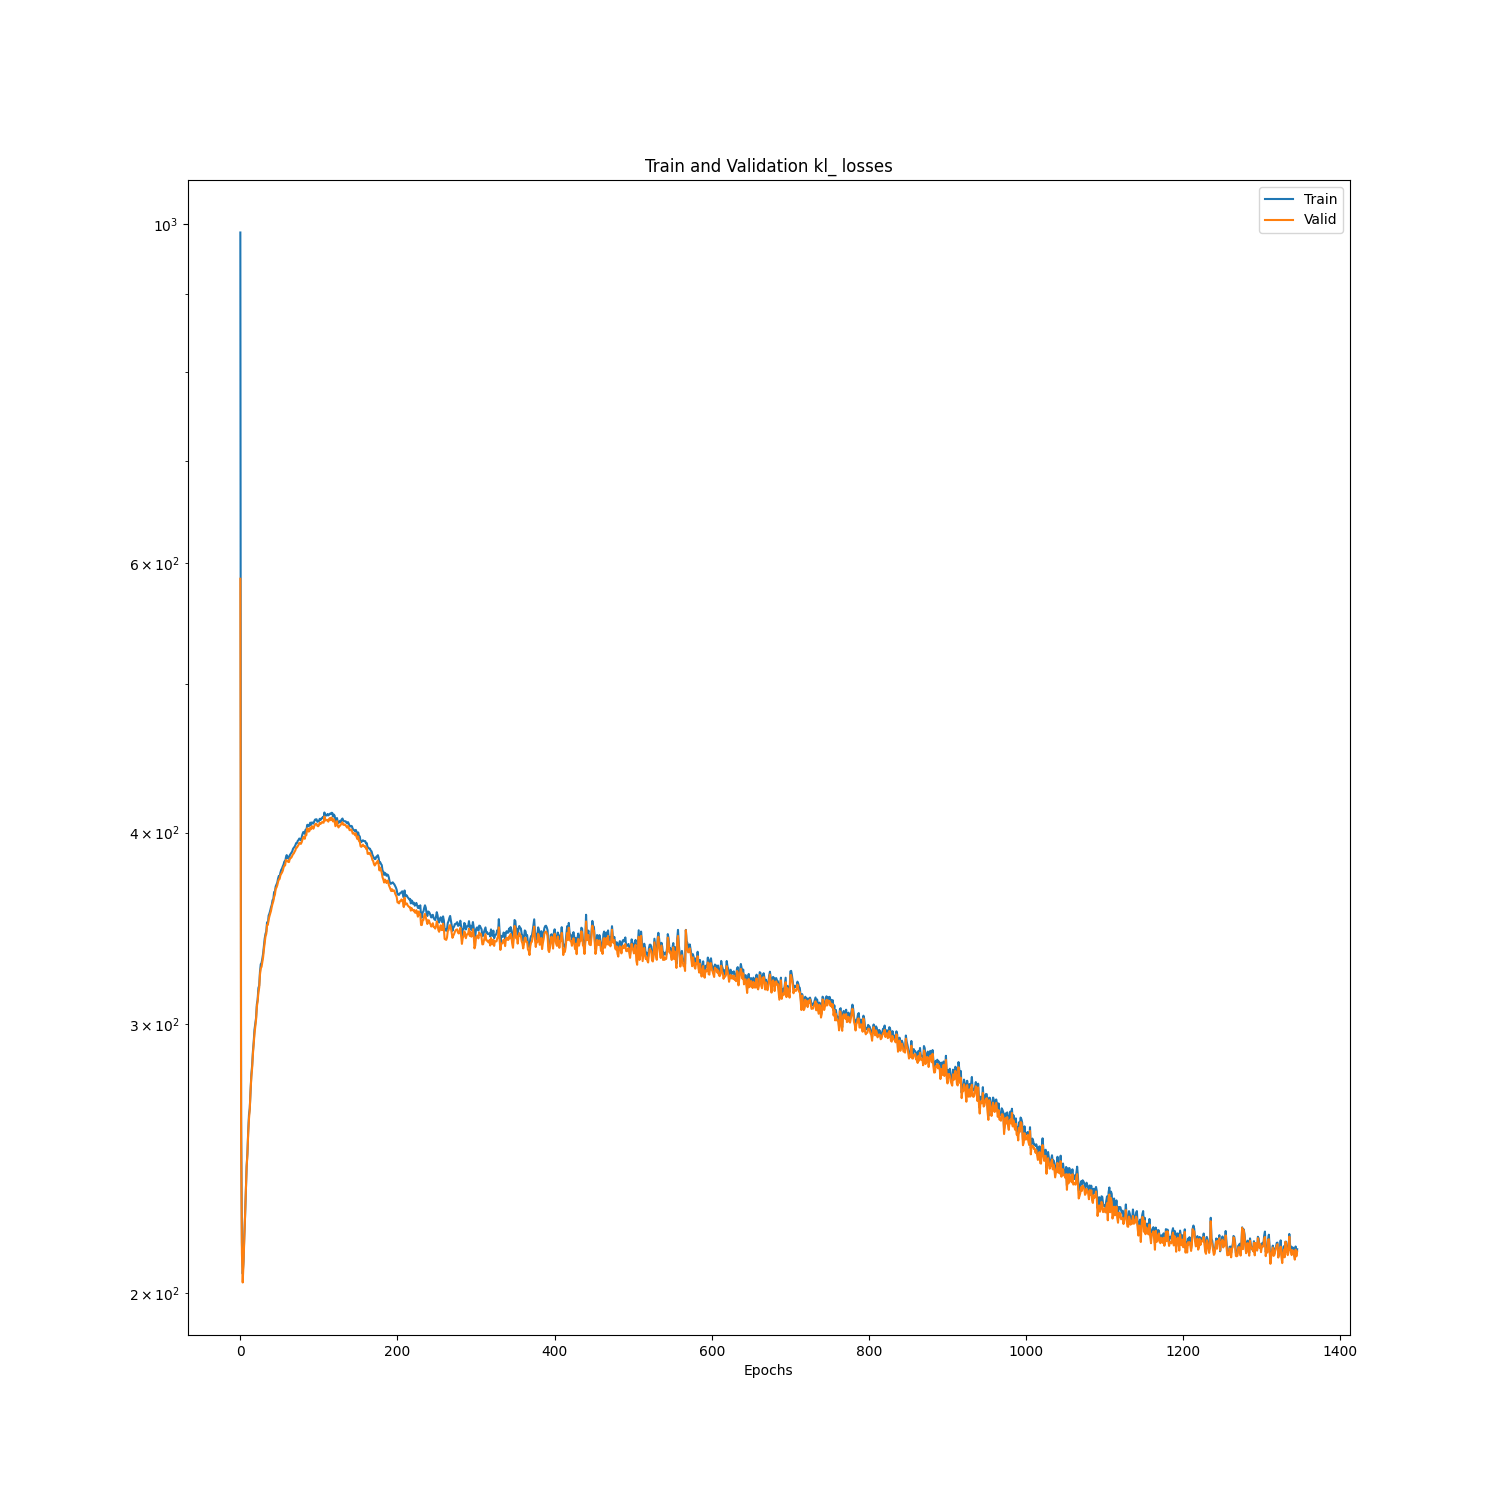 Train and Validation kl_ losses
Train
Valid
10³
6 × 10²
4 × 10²
3 × 10²
2 × 10²
0 200 400 600 800 1000 1200 1400
Epochs